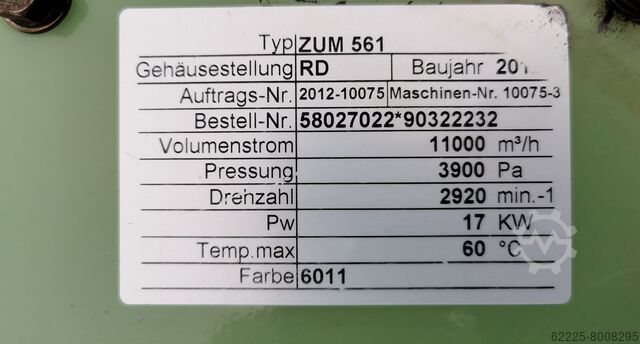 Typ ZUM 561
Gehäusestellung RD Baujahr 201
Auftrags-Nr. 2012-10075 Maschinen-Nr. 10075-3
Bestell-Nr. 58027022*90322232
Volumenstrom 11000 m³/h
Pressung 3900 Pa
Drehzahl 2920 min.-1
Pw 17 KW
Temp.max 60 °C
Farbe 6011
62225-8008295